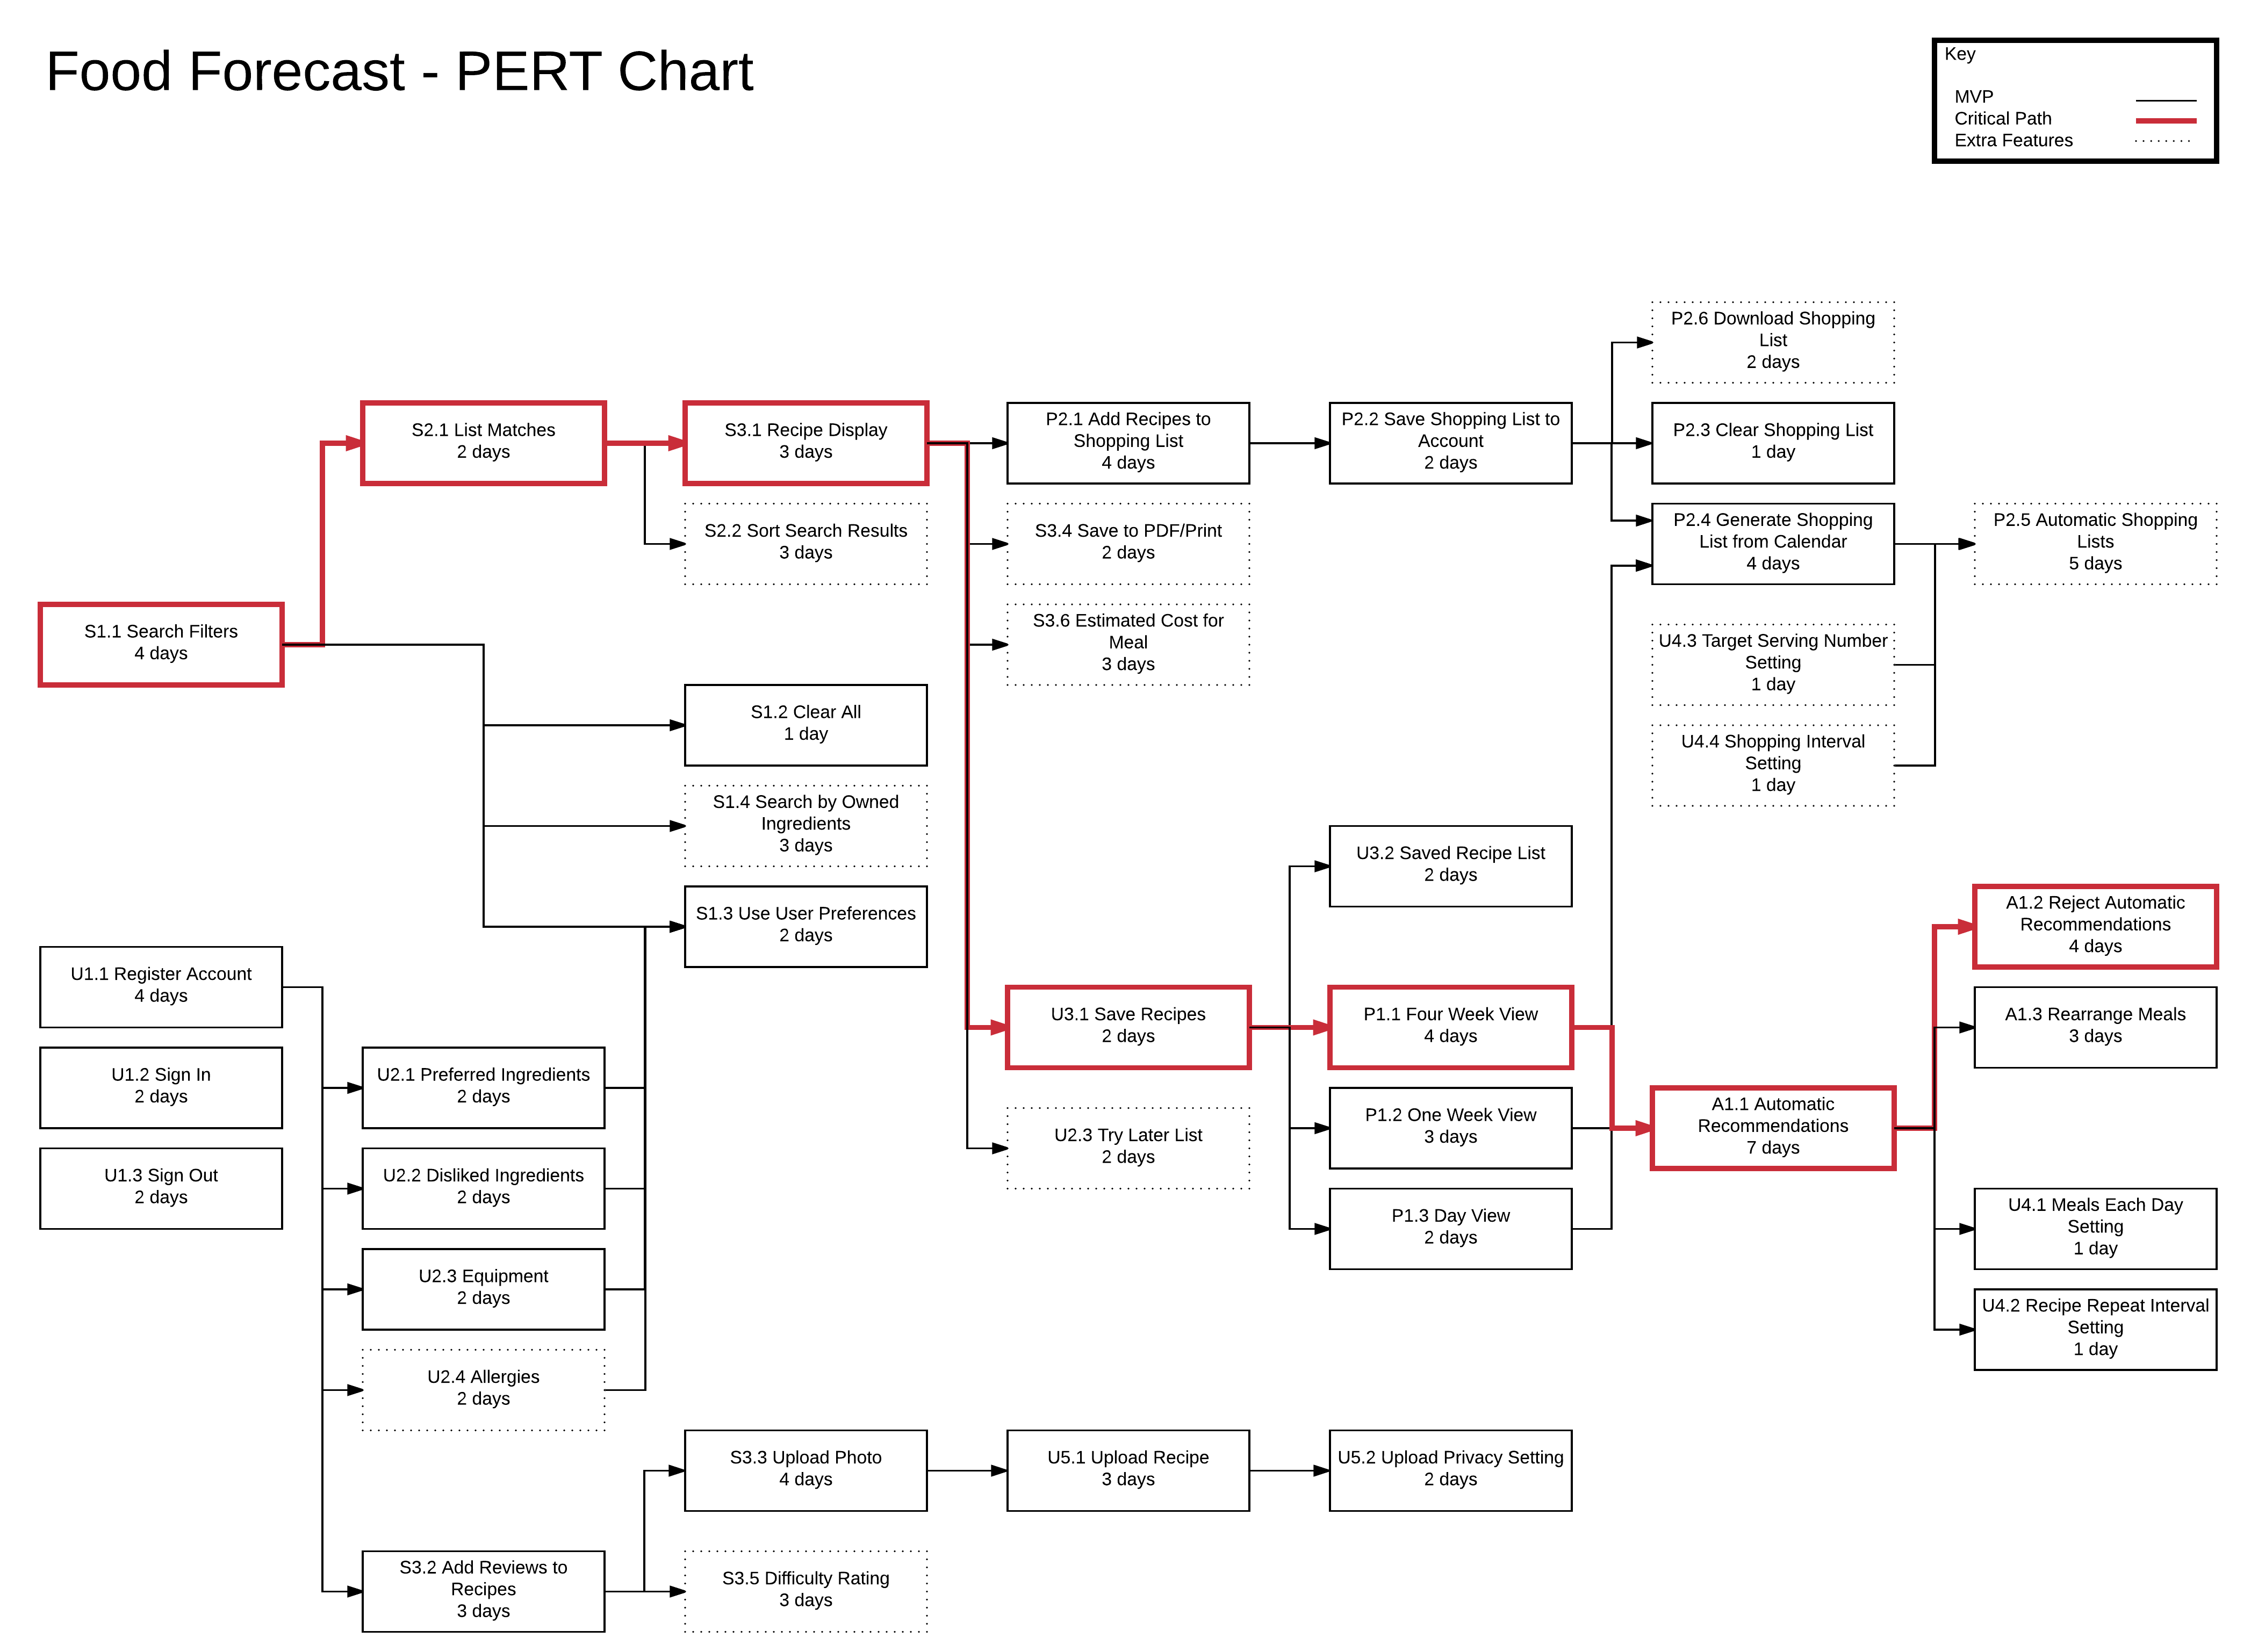 Food Forecast - PERT Chart
Key
MVP
Critical Path
Extra Features
P2.6 Download Shopping
List
2 days
S2.1 List Matches
2 days
S3.1 Recipe Display
3 days
P2.1 Add Recipes to
Shopping List
4 days
P2.2 Save Shopping List to
Account
2 days
P2.3 Clear Shopping List
1 day
S2.2 Sort Search Results
3 days
S3.4 Save to PDF/Print
2 days
P2.4 Generate Shopping
List from Calendar
4 days
P2.5 Automatic Shopping
Lists
5 days
S1.1 Search Filters
4 days
S3.6 Estimated Cost for
Meal
3 days
U4.3 Target Serving Number
Setting
1 day
S1.2 Clear All
1 day
U4.4 Shopping Interval
Setting
1 day
S1.4 Search by Owned
Ingredients
3 days
U3.2 Saved Recipe List
2 days
S1.3 Use User Preferences
2 days
A1.2 Reject Automatic
Recommendations
4 days
U1.1 Register Account
4 days
U3.1 Save Recipes
2 days
P1.1 Four Week View
4 days
A1.3 Rearrange Meals
3 days
U1.2 Sign In
2 days
U2.1 Preferred Ingredients
2 days
U2.3 Try Later List
2 days
P1.2 One Week View
3 days
A1.1 Automatic
Recommendations
7 days
U1.3 Sign Out
2 days
U2.2 Disliked Ingredients
2 days
P1.3 Day View
2 days
U4.1 Meals Each Day
Setting
1 day
U2.3 Equipment
2 days
U4.2 Recipe Repeat Interval
Setting
1 day
U2.4 Allergies
2 days
S3.3 Upload Photo
4 days
U5.1 Upload Recipe
3 days
U5.2 Upload Privacy Setting
2 days
S3.2 Add Reviews to
Recipes
3 days
S3.5 Difficulty Rating
3 days